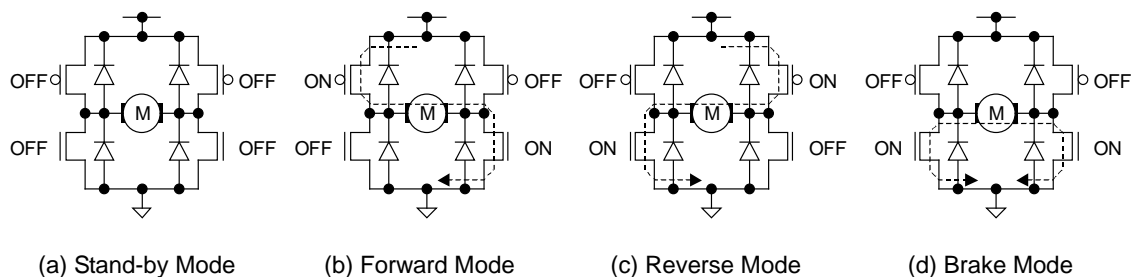 OFF OFF ON OFF OFF ON OFF OFF
M M M M
OFF OFF OFF ON ON OFF ON ON
(a) Stand-by Mode (b) Forward Mode (c) Reverse Mode (d) Brake Mode